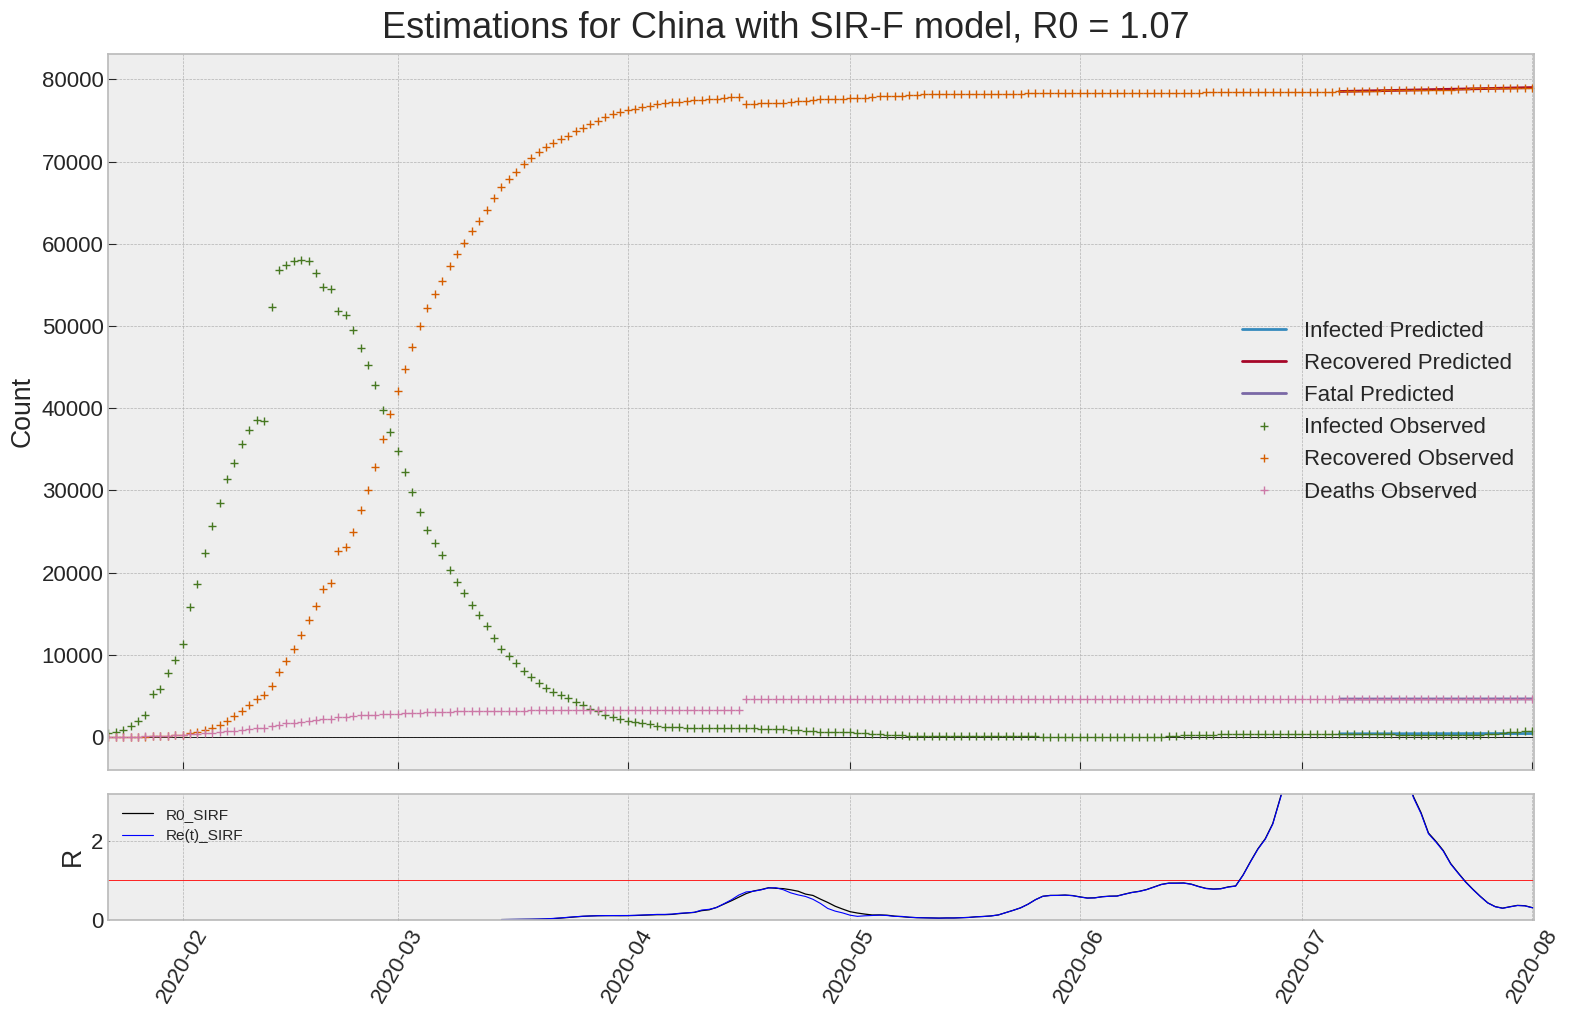 Estimations for China with SIR-F model, R0 = 1.07
80000
70000
60000
50000
40000
30000
20000
10000
0
Count
Infected Predicted
Recovered Predicted
Fatal Predicted
Infected Observed
Recovered Observed
Deaths Observed
R0_SIRF
Re(t)_SIRF
2
0
R
2020-02
2020-03
2020-04
2020-05
2020-06
2020-07
2020-08